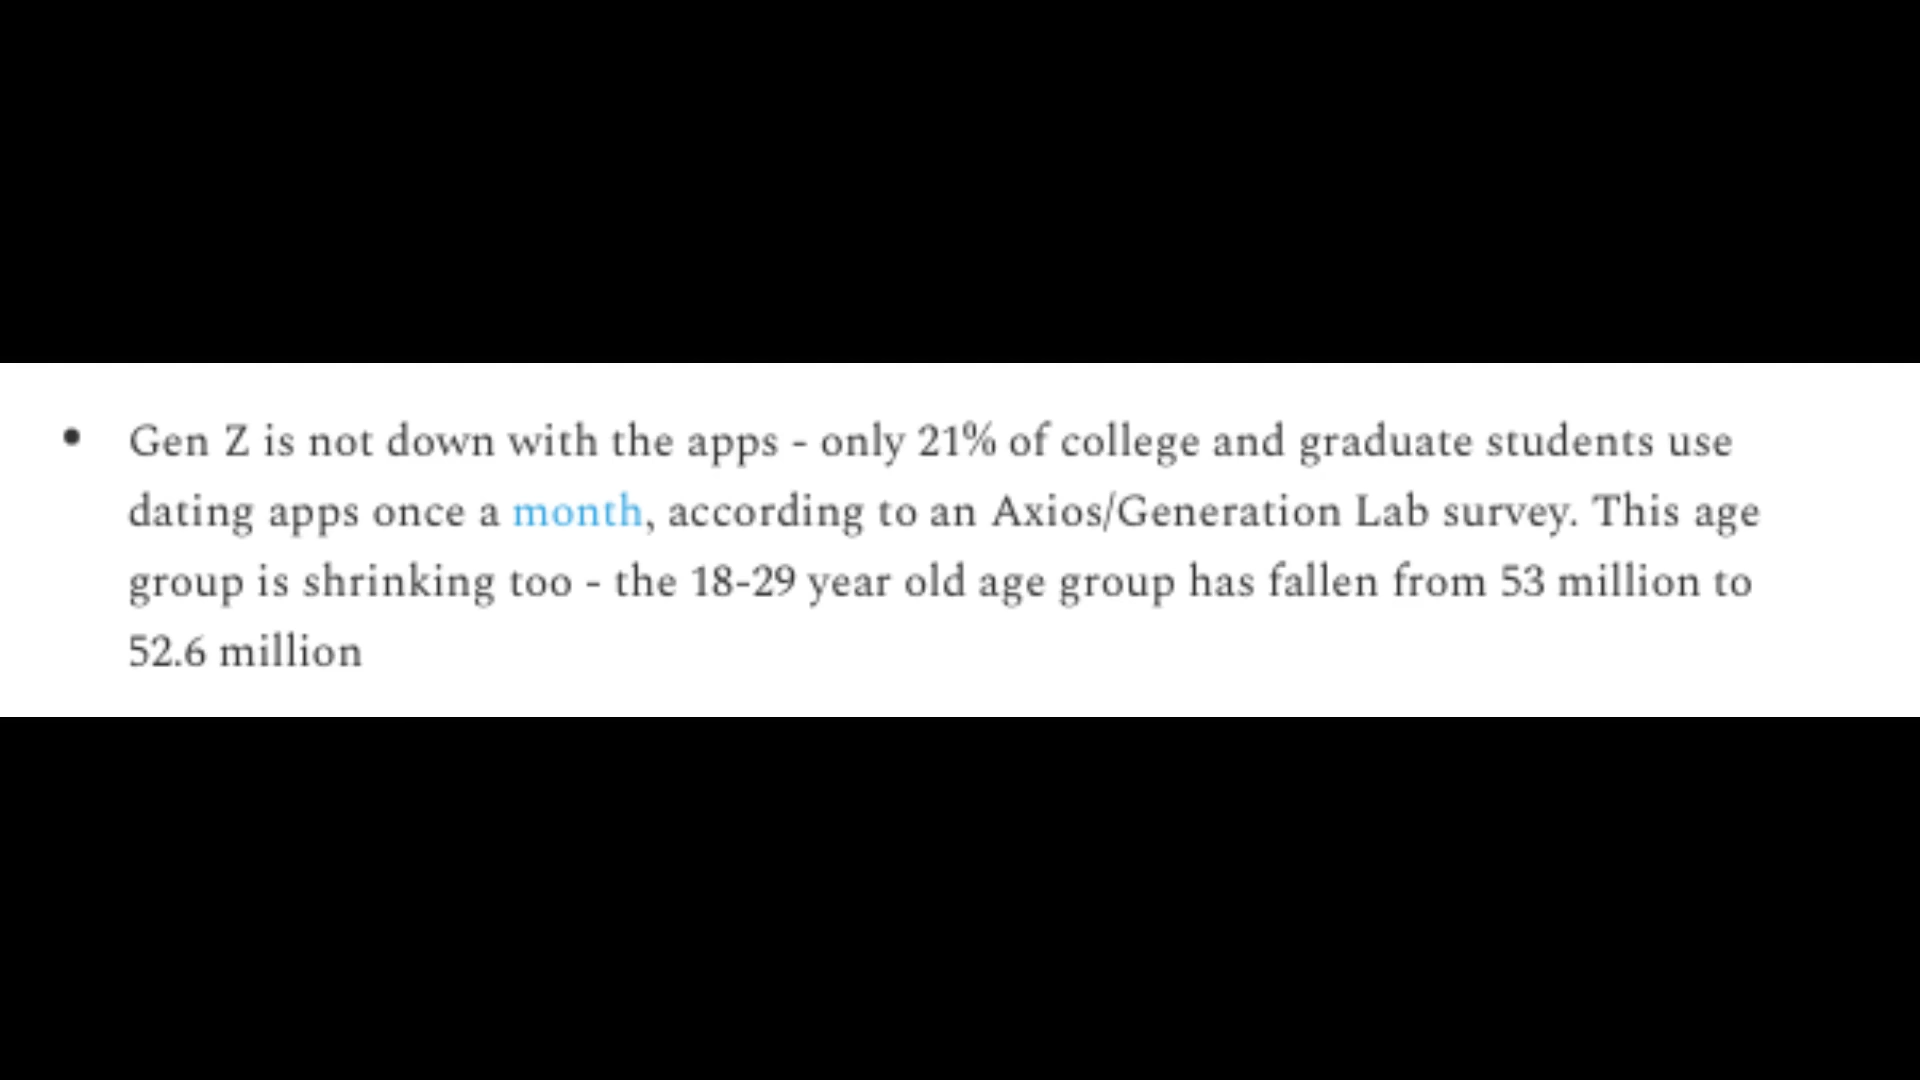 • Gen Z is not down with the apps - only 21% of college and graduate students use
dating apps once a month, according to an Axios/Generation Lab survey. This age
group is shrinking too - the 18-29 year old age group has fallen from 53 million to
52.6 million